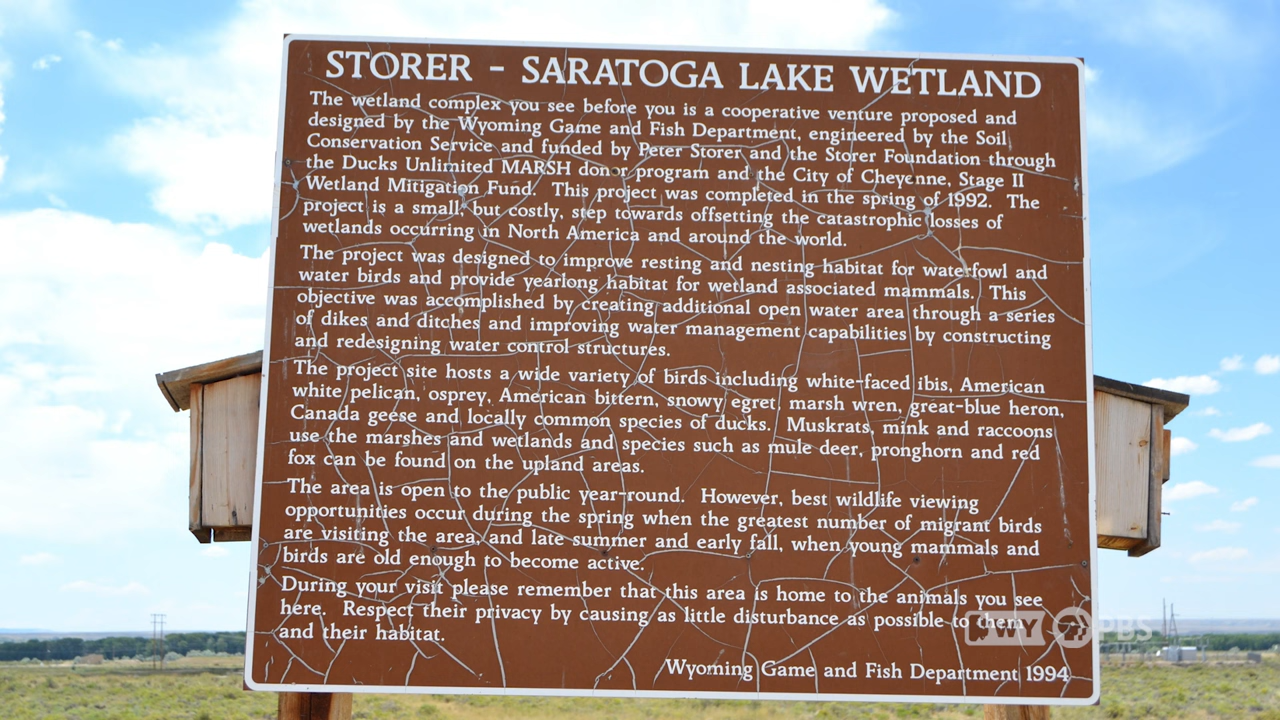 STORER - SARATOGA LAKE WETLAND
The wetland complex you see before you is a cooperative venture proposed and
designed by the Wyoming Game and Fish Department, engineered by the Soil
Conservation Service and funded by Peter Storer and the Storer Foundation through
the Ducks Unlimited MARSH donor program and the City of Cheyenne, Stage II
Wetland Mitigation Fund. This project was completed in the spring of 1992. The
project is a small, but costly, step towards offsetting the catastrophic losses of
wetlands occurring in North America and around the world.
The project was designed to improve resting and nesting habitat for waterfowl and
water birds and provide yearlong habitat for wetland associated mammals. This
objective was accomplished by creating additional open water area through a series
of dikes and ditches and improving water management capabilities by constructing
and redesigning water control structures.
The project site hosts a wide variety of birds including white-faced ibis, American
white pelican, osprey, American bittern, snowy egret, marsh wren, great-blue heron,
Canada geese and locally common species of ducks. Muskrats, mink and raccoons
use the marshes and wetlands and species such as mule deer, pronghorn and red
fox can be found on the upland areas.
The area is open to the public year-round. However, best wildlife viewing
opportunities occur during the spring when the greatest number of migrant birds
are visiting the area, and late summer and early fall, when young mammals and
birds are old enough to become active.
During your visit please remember that this area is home to the animals you see
here. Respect their privacy by causing as little disturbance as possible to them
and their habitat.
Wyoming Game and Fish Department 1994
WY PBS